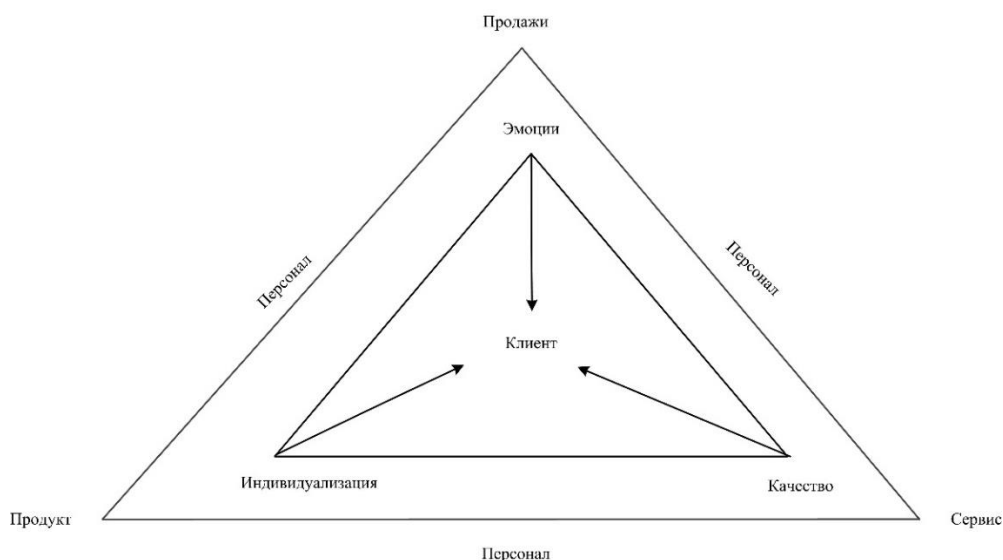 Продажи
Эмоции
Персонал
Персонал
Клиент
Индивидуализация
Качество
Продукт
Сервис
Персонал